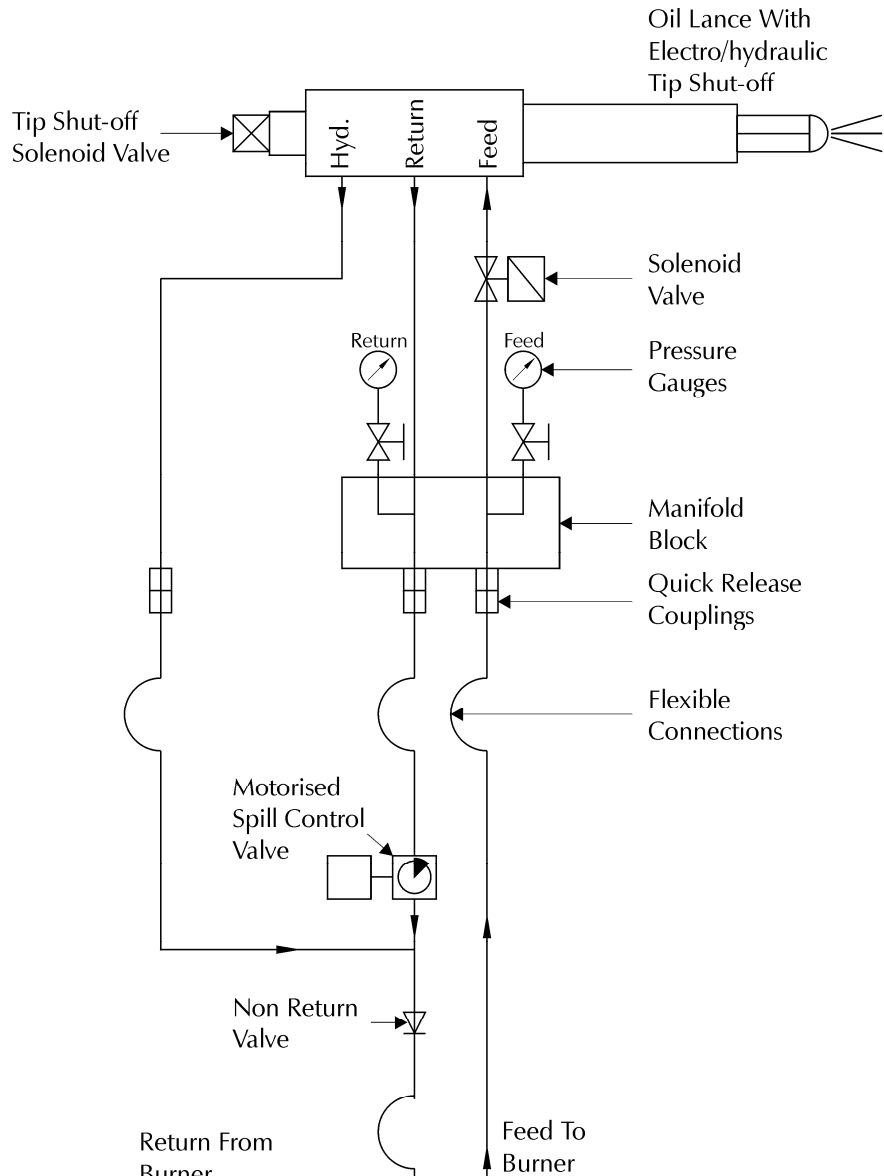 Oil Lance With
Electro/hydraulic
Tip Shut-off
Tip Shut-off
Solenoid Valve
Hyd.
Return
Feed
Solenoid
Valve
Return
Feed
Pressure
Gauges
Manifold
Block
Quick Release
Couplings
Flexible
Connections
Motorised
Spill Control
Valve
Non Return
Valve
Return From
Burner
Feed To
Burner